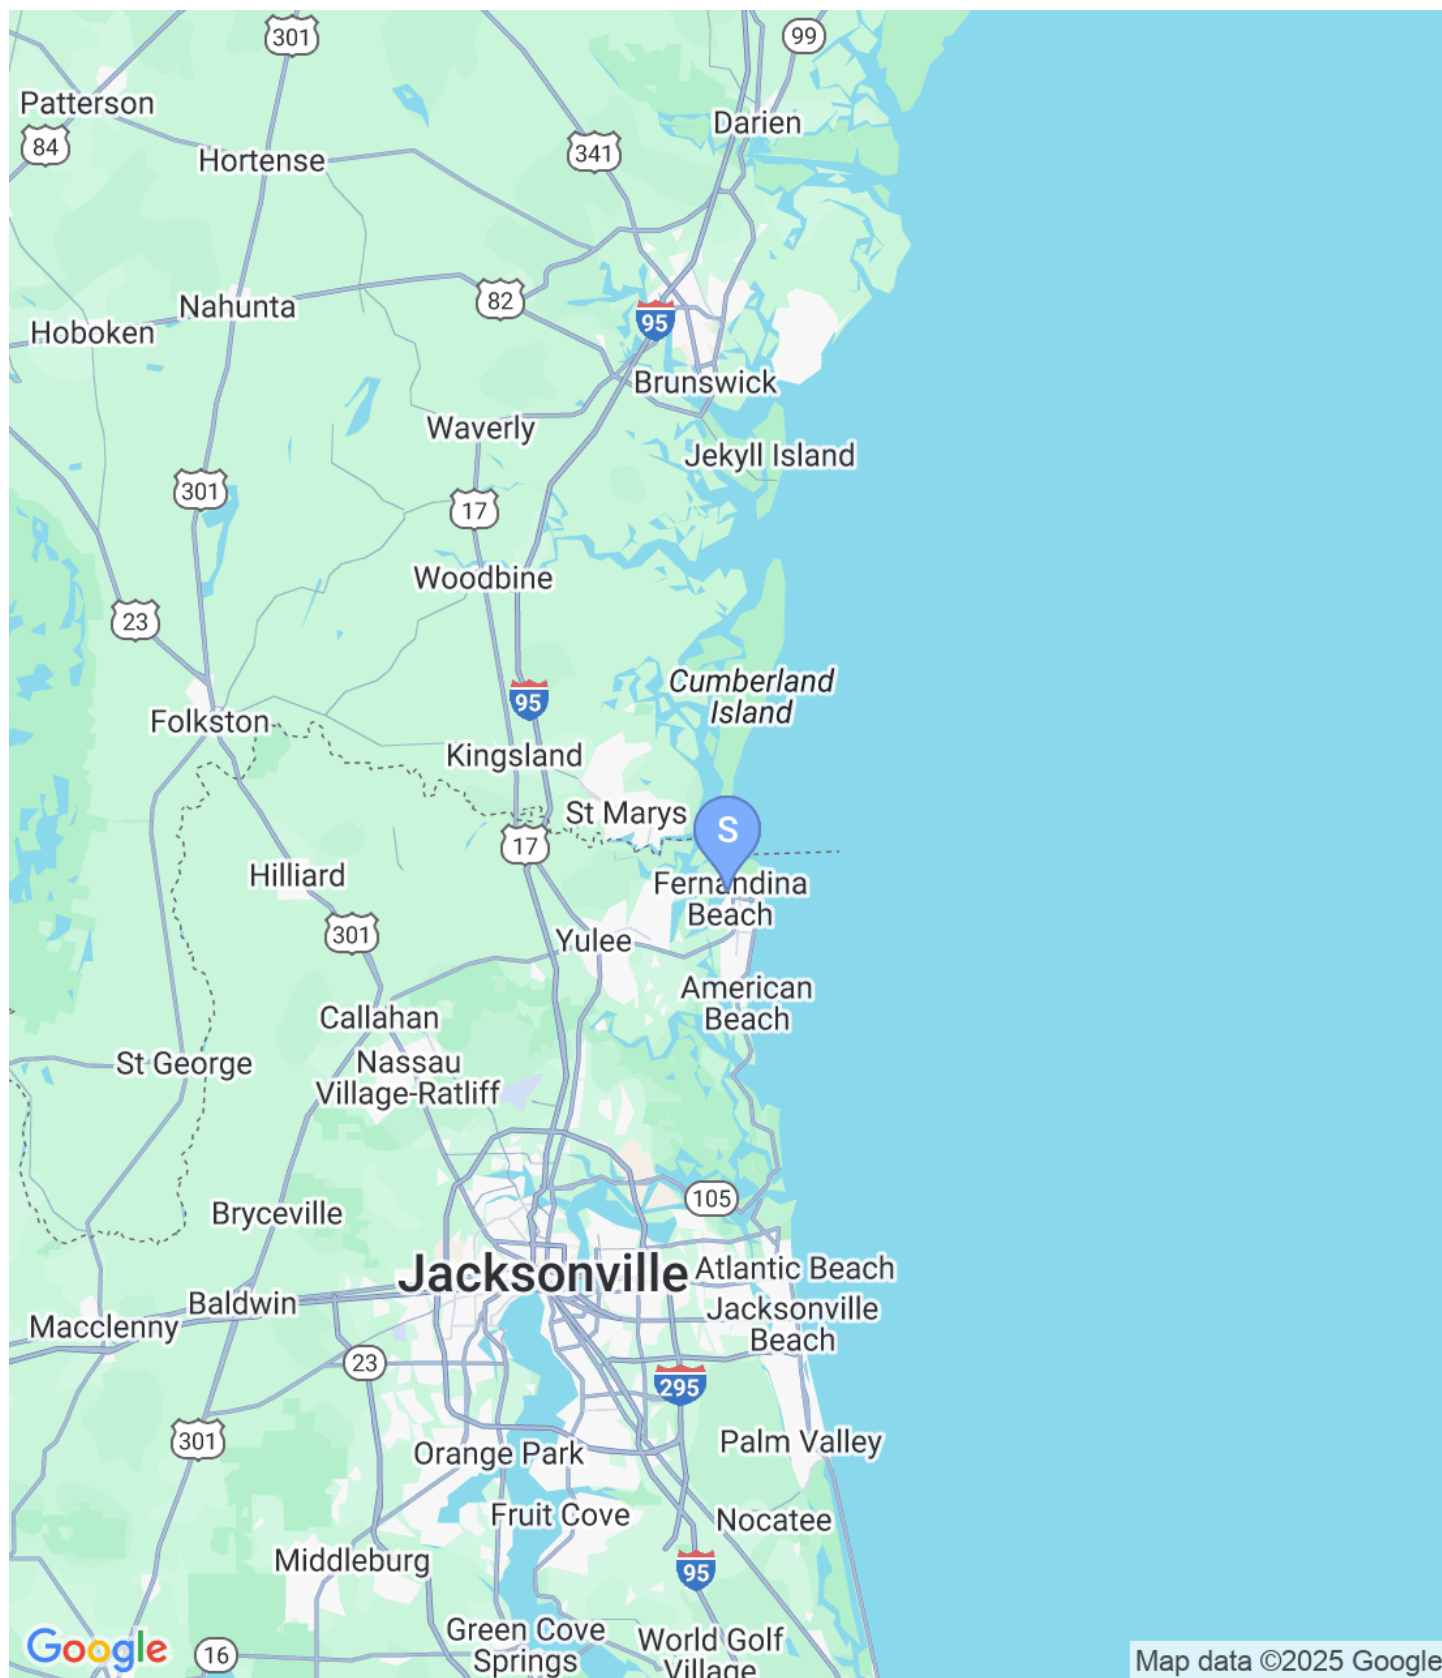 301
99
Patterson
Darien
84
341
Hortense
82
Nahunta
95
Hoboken
Brunswick
Waverly
Jekyll Island
301
17
Woodbine
23
Cumberland
Island
95
Folkston
Kingsland
St Marys
S
17
Hilliard
Fernandina
Beach
301
Yulee
American
Beach
Callahan
St George
Nassau
Village-Ratliff
105
Bryceville
Jacksonville
Atlantic Beach
Baldwin
Jacksonville
Beach
Macclenny
23
295
301
Orange Park
Palm Valley
Fruit Cove
Nocatee
Middleburg
95
Green Cove
Springs
World Golf
Village
16
Google
Map data ©2025 Google